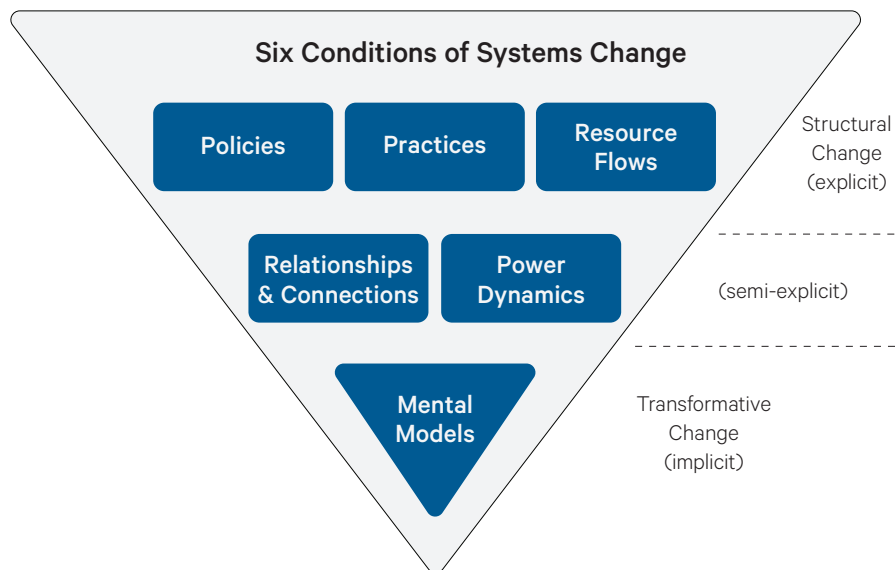 Six Conditions of Systems Change
Policies
Practices
Resource
Flows
Structural
Change
(explicit)
Relationships
& Connections
Power
Dynamics
(semi-explicit)
Mental
Models
Transformative
Change
(implicit)